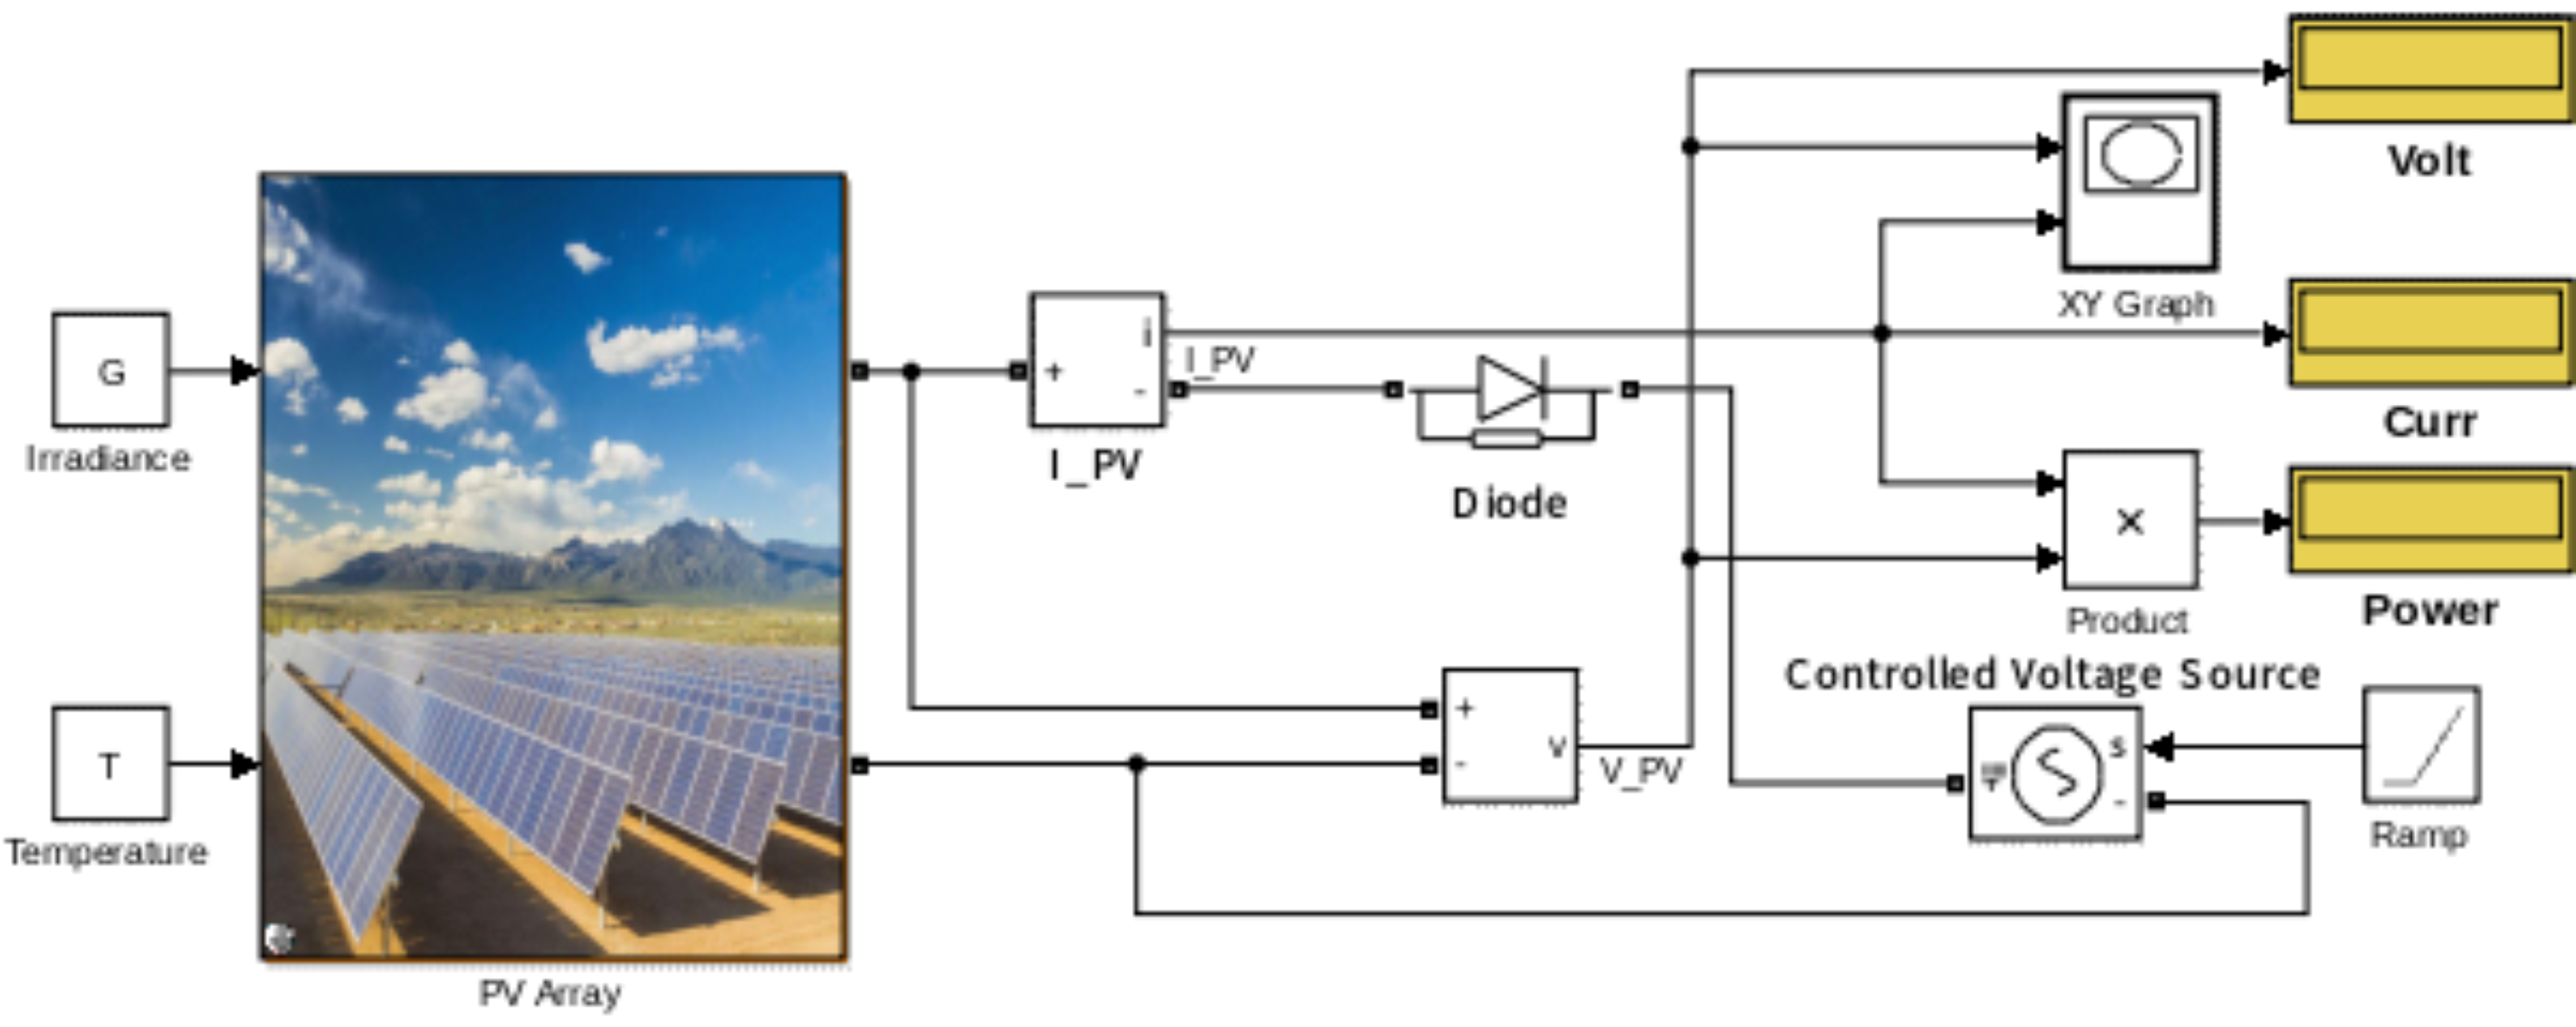 Volt
XY Graph
i
+
-
I_PV
I_PV
Curr
G
Irradiance
Diode
×
Product
Power
Controlled Voltage Source
+
-
v
V_PV
s
-
Ramp
T
Temperature
PV Array